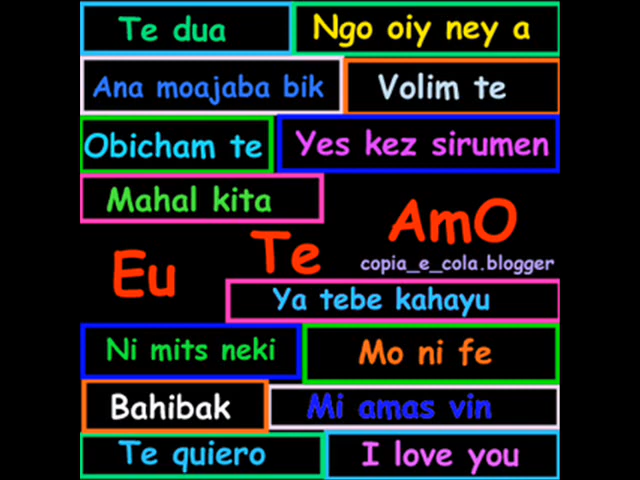 Te dua
Ngo oiy ney a
Ana moajaba bik
Volim te
Obicham te
Yes kez sirumen
Mahal kita
Eu Te AmO
copia_e_cola.blogger
Ya tebe kahayu
Ni mits neki
Mo ni fe
Bahibak
Mi amas vin
Te quiero
I love you